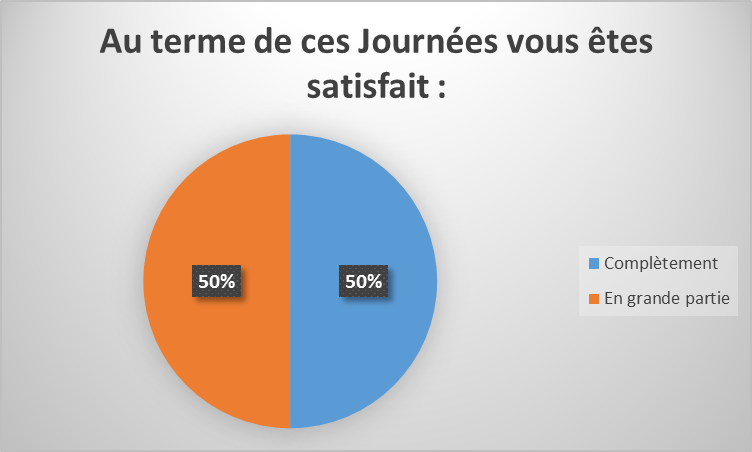 Au terme de ces Journées vous êtes
satisfait :
50%
50%
Complètement
En grande partie